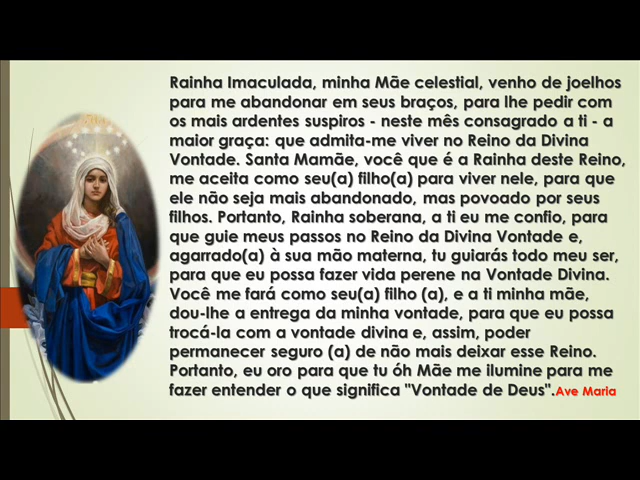 Rainha Imaculada, minha Mãe celestial, venho de joelhos
para me abandonar em seus braços, para lhe pedir com
os mais ardentes suspiros - neste mês consagrado a ti - a
maior graça: que admita-me viver no Reino da Divina
Vontade. Santa Mamãe, você que é a Rainha deste Reino,
me aceita como seu(a) filho(a) para viver nele, para que
ele não seja mais abandonado, mas povoado por seus
filhos. Portanto, Rainha soberana, a ti eu me confio, para
que guie meus passos no Reino da Divina Vontade e,
agarrado(a) à sua mão materna, tu guiarás todo meu ser,
para que eu possa fazer vida perene na Vontade Divina.
Você me fará como seu(a) filho (a), e a ti minha mãe,
dou-lhe a entrega da minha vontade, para que eu possa
trocá-la com a vontade divina e, assim, poder
permanecer seguro (a) de não mais deixar esse Reino.
Portanto, eu oro para que tu óh Mãe me ilumine para me
fazer entender o que significa "Vontade de Deus".Ave Maria